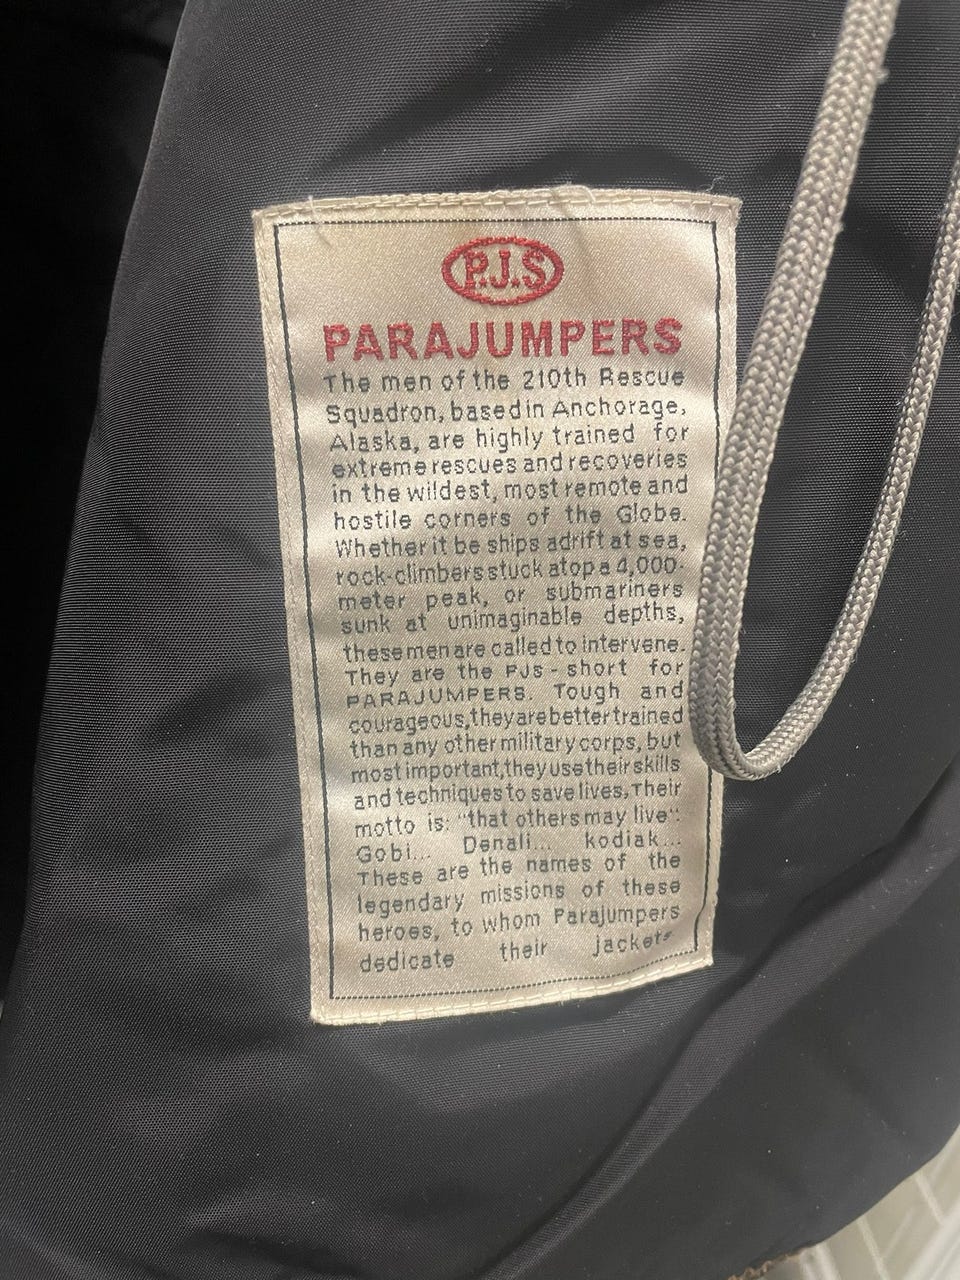 P.J.S
PARAJUMPERS
The men of the 210th Rescue
Squadron, based in Anchorage,
Alaska, are highly trained for
extreme rescues and recoveries
in the wildest, most remote and
hostile corners of the Globe.
Whether it be ships adrift at sea,
rock-climbers stuck atop a 4,000-
meter peak, or submariners
sunk at unimaginable depths,
these men are called to intervene.
They are the PJs - short for
PARAJUMPERS. Tough and
courageous, they are better trained
than any other military corps, but
most important, they use their skills
and techniques to save lives, Their
motto is: "that others may live":
Gobi... Denali... kodiak...
These are the names of the
legendary missions of these
heroes, to whom Parajumpers
dedicate their jackets